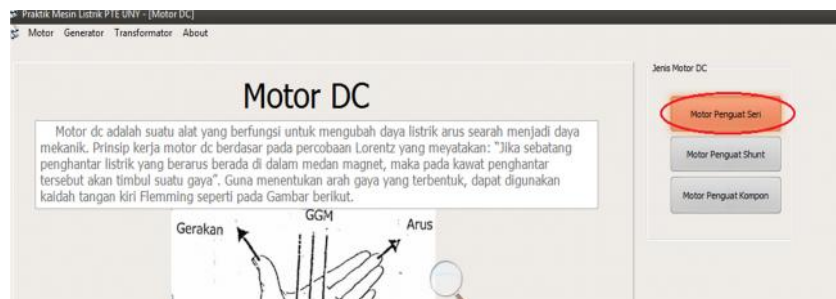 Praktik Mesin Listrik PTE UNY - [Motor DC]
Motor Generator Transformator About
Motor DC
Motor dc adalah suatu alat yang berfungsi untuk mengubah daya listrik arus searah menjadi daya
mekanik. Prinsip kerja motor dc berdasar pada percobaan Lorentz yang meyatakan: "Jika sebatang
penghantar listrik yang berarus berada di dalam medan magnet, maka pada kawat penghantar
tersebut akan timbul suatu gaya". Guna menentukan arah gaya yang terbentuk, dapat digunakan
kaidah tangan kiri Flemming seperti pada Gambar berikut.
Gerakan
GGM
Arus
Jenis Motor DC
Motor Penguat Seri
Motor Penguat Shunt
Motor Penguat Kompon